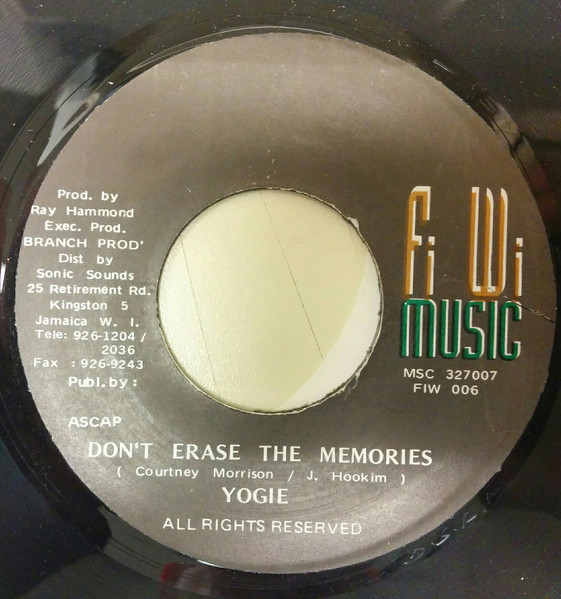 Prod. by
Ray Hammond
Exec. Prod.
BRANCH PROD'
Dist by
Sonic Sounds
25 Retirement Rd.
Kingston 5
Jamaica W. I.
Tele: 926-1204 /
2036
Fax : 926-9243
Publ. by :
ASCAP
Fi Wi
MUSIC
MSC 327007
FIW 006
DON'T ERASE THE MEMORIES
( Courtney Morrison / J. Hookim )
YOGIE
ALL RIGHTS RESERVED